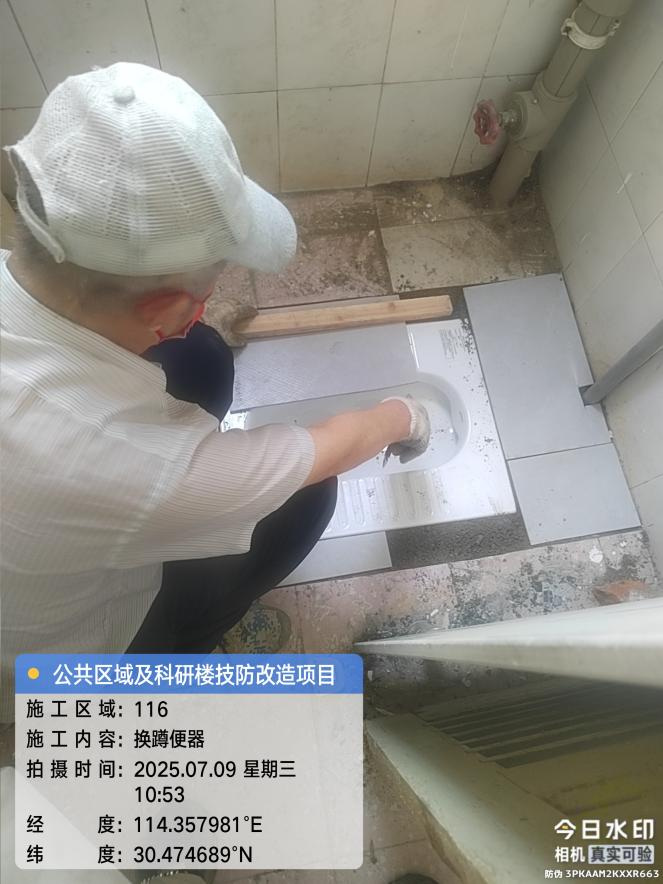 公共区域及科研楼技防改造项目
施工区域: 116
施工内容: 换蹲便器
拍摄时间: 2025.07.09 星期三
10:53
经度: 114.357981°E
纬度: 30.474689°N
今日水印
相机 真实可验
防伪 3PKAAM2KXXR663